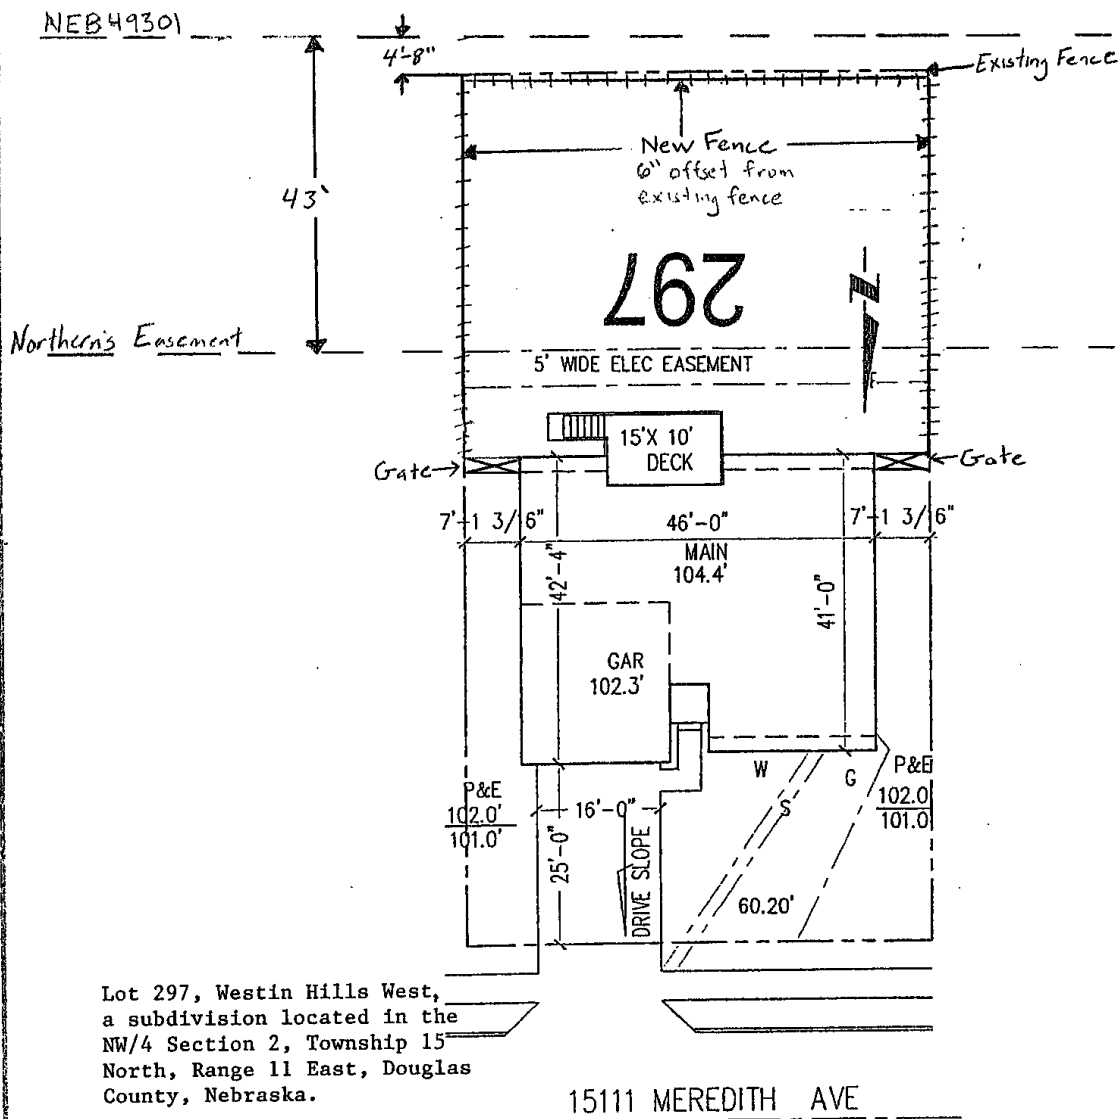 NEB49301
4'-8"
Existing Fence
New Fence
6" offset from
existing fence
43'
297
Northern's Easement
5' WIDE ELEC EASEMENT
15'X 10'
DECK
Gate
Gate
7'-1 3/6"
46'-0"
7'-1 3/6"
MAIN
104.4'
42'-4"
41'-0"
GAR
102.3'
W
G
S
P&E
102.0'
101.0'
P&E
102.0
101.0
16'-0"
25'-0"
DRIVE SLOPE
60.20'
Lot 297, Westin Hills West,
a subdivision located in the
NW/4 Section 2, Township 15
North, Range 11 East, Douglas
County, Nebraska.
15111 MEREDITH AVE